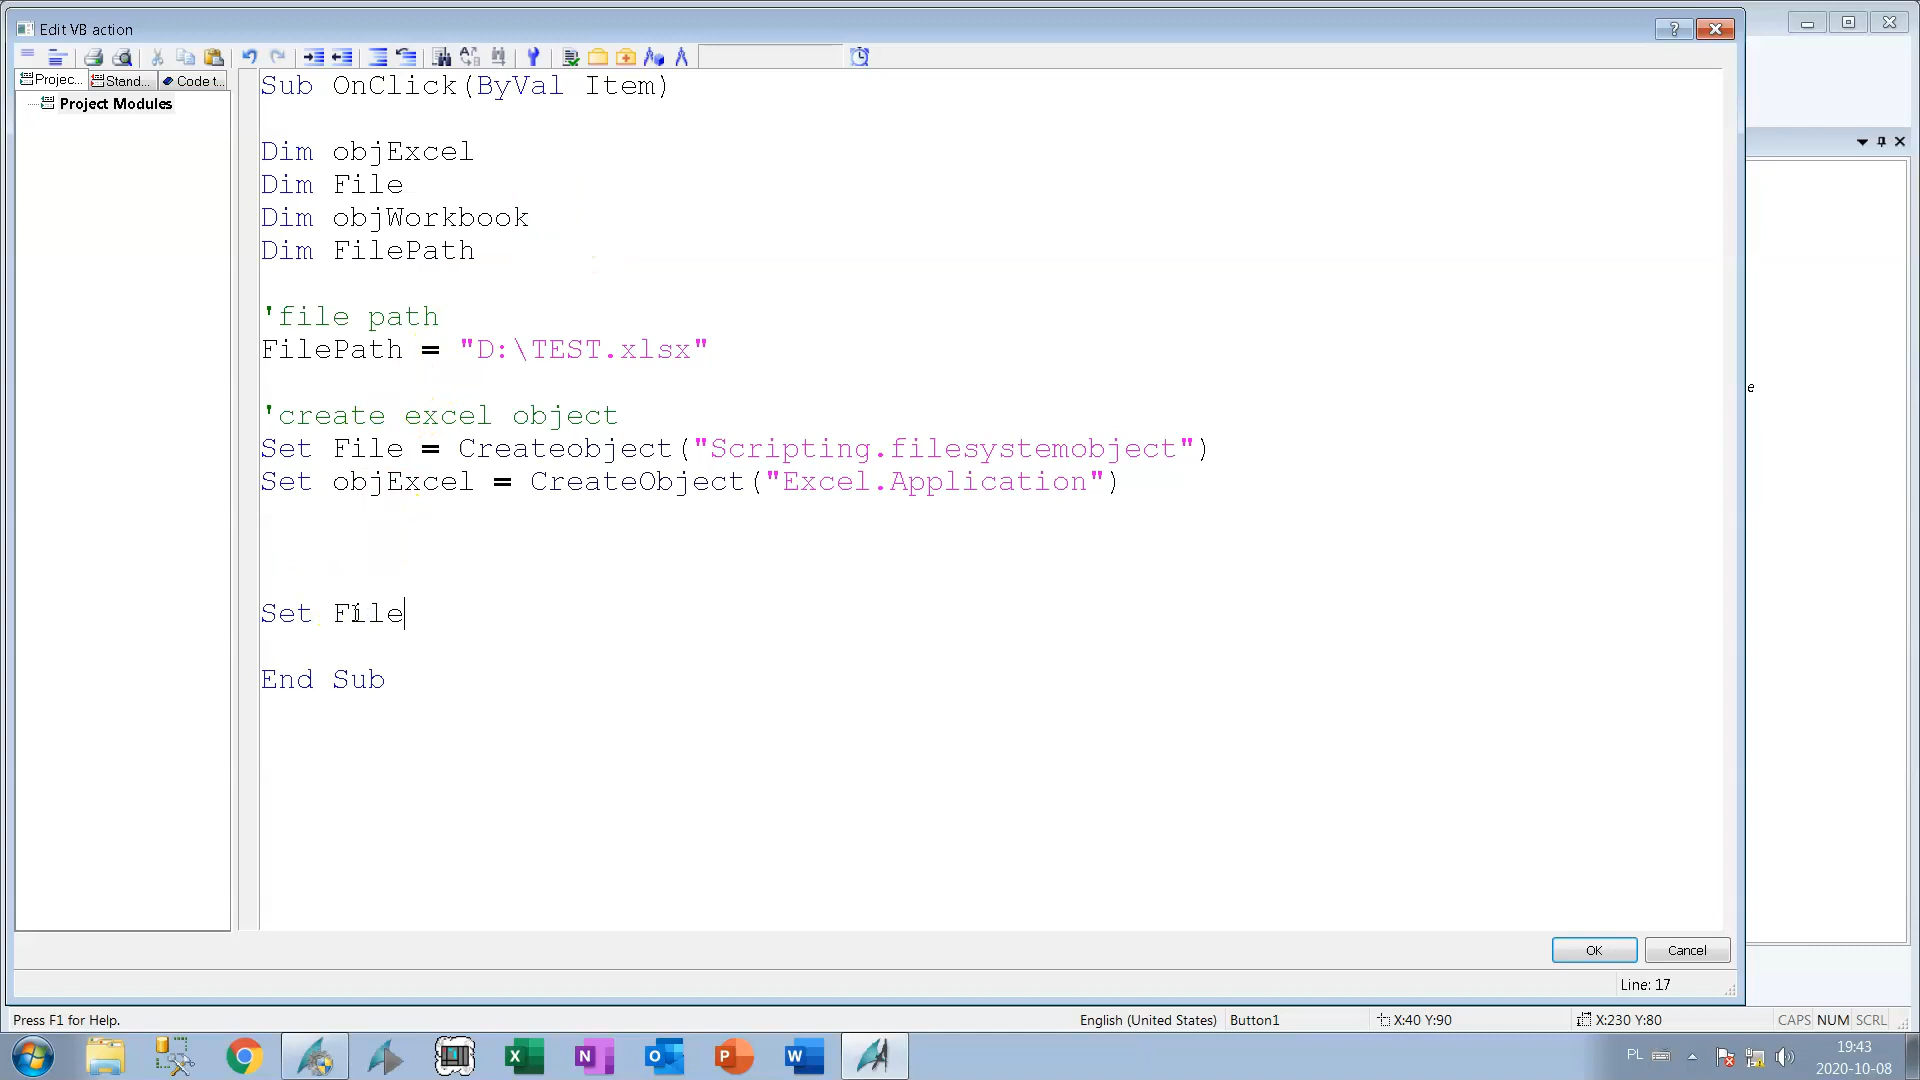 Edit VB action
Projec...
Stand...
Code t...
Project Modules
Sub OnClick(ByVal Item)
Dim objExcel
Dim File
Dim objWorkbook
Dim FilePath
'file path
FilePath = "D:\TEST.xlsx"
'create excel object
Set File = Createobject("Scripting.filesystemobject")
Set objExcel = CreateObject("Excel.Application")
Set File
End Sub
e
OK
Cancel
Line: 17
Press F1 for Help.
English (United States)
Button1
X:40 Y:90
X:230 Y:80
CAPS
NUM
SCRL
PL
19:43
2020-10-08